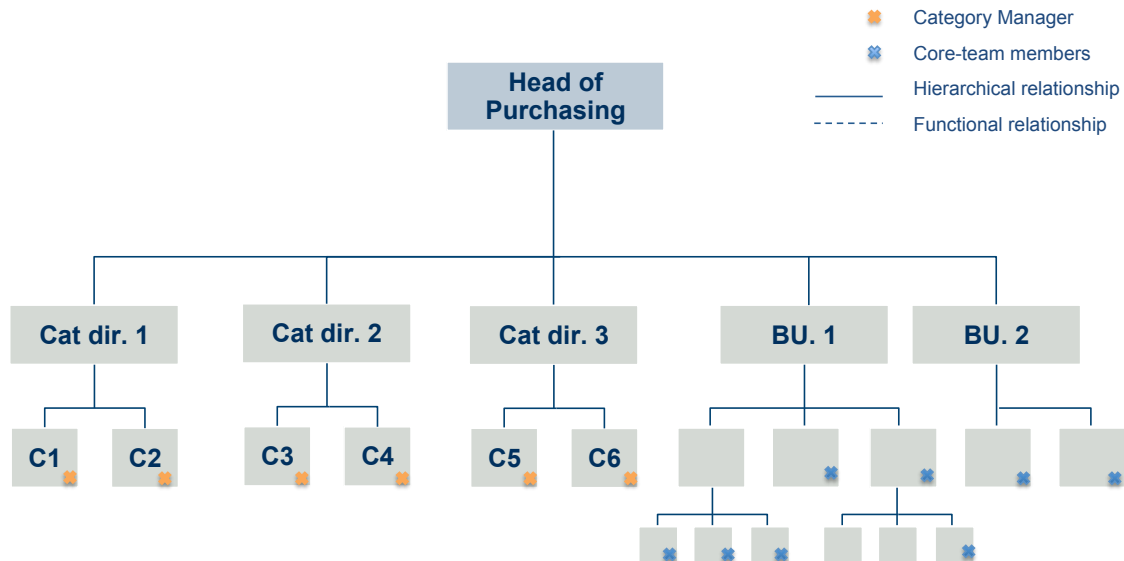 Category Manager
Core-team members
Hierarchical relationship
Functional relationship
Head of
Purchasing
Cat dir. 1
Cat dir. 2
Cat dir. 3
BU. 1
BU. 2
C1
C2
C3
C4
C5
C6